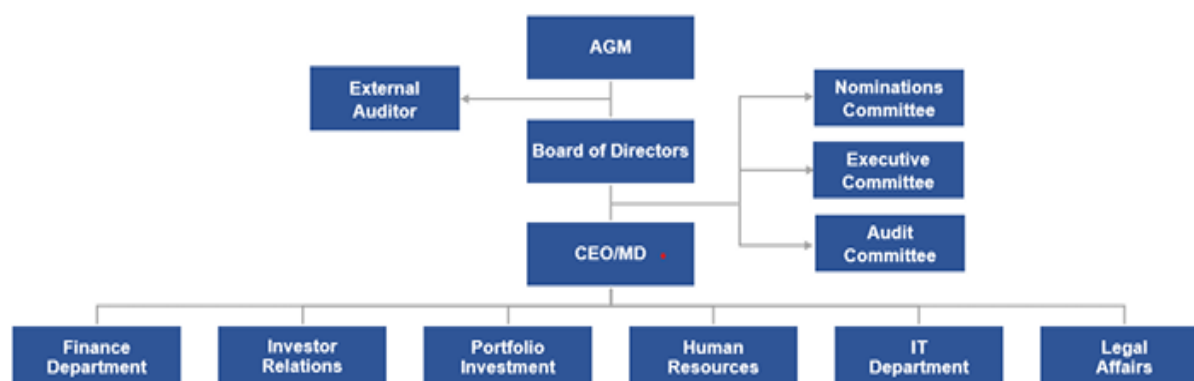 AGM
External
Auditor
Nominations
Committee
Board of Directors
Executive
Committee
CEO/MD
Audit
Committee
Finance
Department
Investor
Relations
Portfolio
Investment
Human
Resources
IT
Department
Legal
Affairs